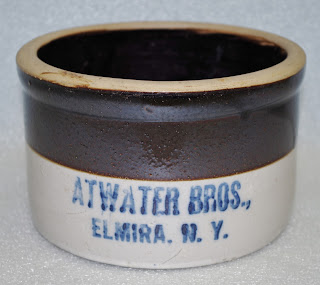 ATWATER BROS.,
ELMIRA, N. Y.